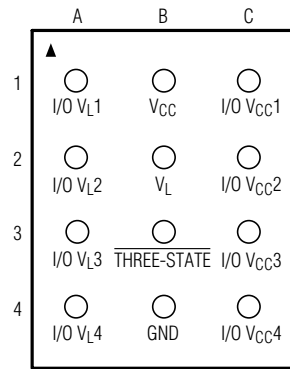 A B C
1
I/O VL1 VCC I/O VCC1
2
I/O VL2 VL I/O VCC2
3
I/O VL3 THREE-STATE I/O VCC3
4
I/O VL4 GND I/O VCC4